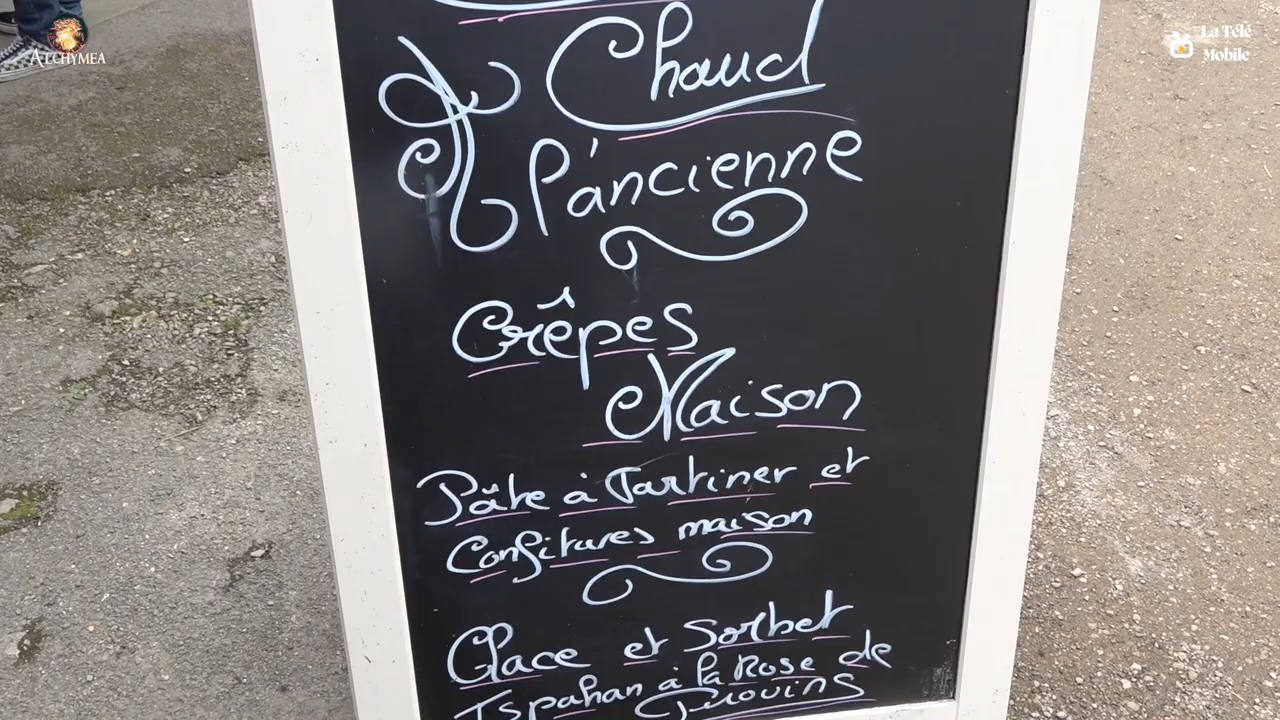 ALCHYMEA
La Télé
Mobile
Chaud
l'ancienne
Crêpes
Maison
Pâte à Tartiner et
Confitures maison
Glace et Sorbet
Ispahan à la Rose de
Provins